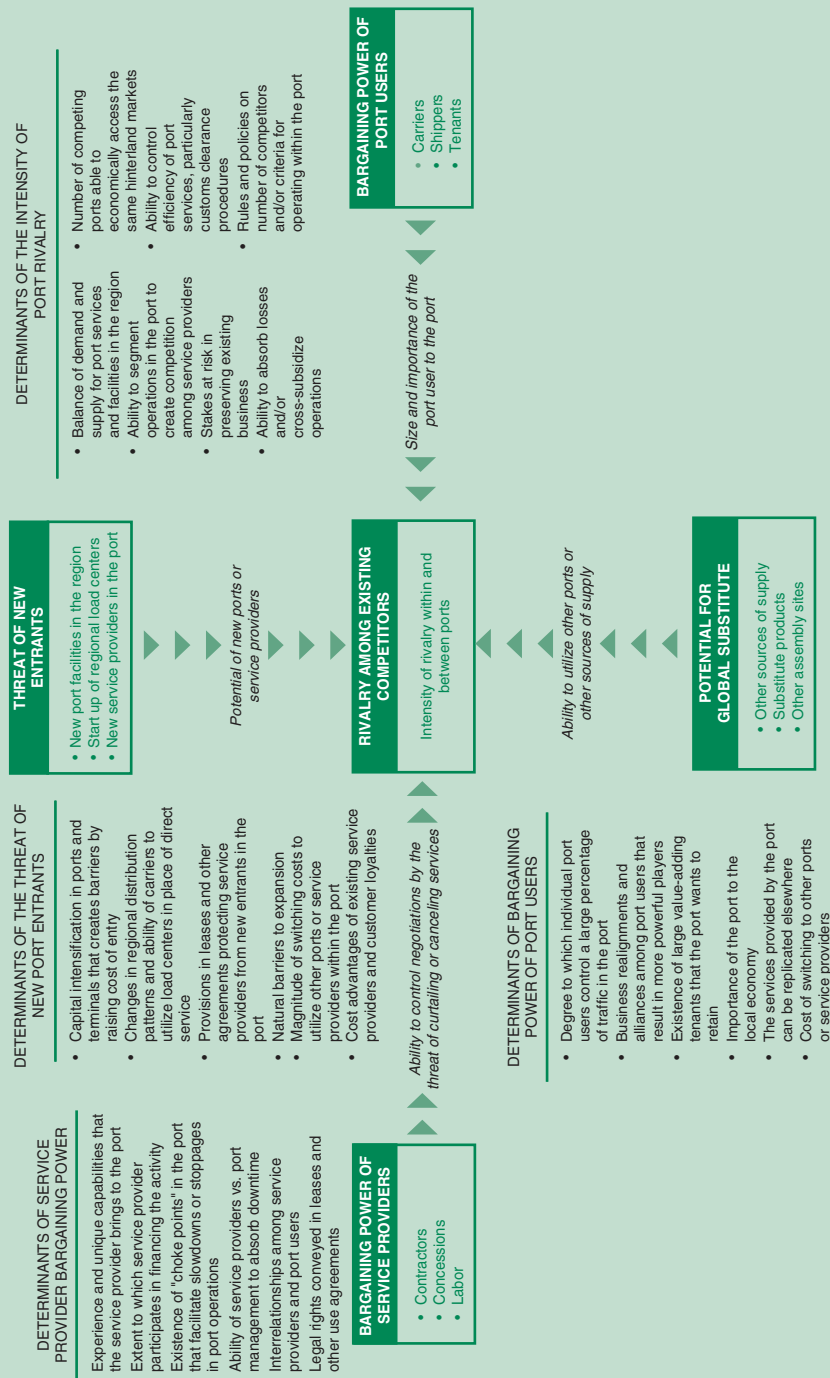 DETERMINANTS OF SERVICE
PROVIDER BARGAINING POWER
Experience and unique capabilities that
the service provider brings to the port
Extent to which service provider
participates in financing the activity
Existence of "choke points" in the port
that facilitate slowdowns or stoppages
in port operations
Ability of service providers vs. port
management to absorb downtime
Interrelationships among service
providers and port users
Legal rights conveyed in leases and
other use agreements
DETERMINANTS OF THE THREAT OF
NEW PORT ENTRANTS
• Capital intensification in ports and
terminals that creates barriers by
raising cost of entry
• Changes in regional distribution
patterns and ability of carriers to
utilize load centers in place of direct
service
• Provisions in leases and other
agreements protecting service
providers from new entrants in the
port
• Natural barriers to expansion
• Magnitude of switching costs to
utilize other ports or service
providers within the port
• Cost advantages of existing service
providers and customer loyalties
THREAT OF NEW
ENTRANTS
• New port facilities in the region
• Start up of regional load centers
• New service providers in the port
Potential of new ports or
service providers
DETERMINANTS OF THE INTENSITY OF
PORT RIVALRY
• Balance of demand and
supply for port services
and facilities in the region
• Ability to segment
operations in the port to
create competition
among service providers
• Stakes at risk in
preserving existing
business
• Ability to absorb losses
and/or
cross-subsidize
operations
• Number of competing
ports able to
economically access the
same hinterland markets
• Ability to control
efficiency of port
services, particularly
customs clearance
procedures
• Rules and policies on
number of competitors
and/or criteria for
operating within the port
BARGAINING POWER OF
SERVICE PROVIDERS
• Contractors
• Concessions
• Labor
Ability to control negotiations by the
threat of curtailing or canceling services
RIVALRY AMONG EXISTING
COMPETITORS
Intensity of rivalry within and
between ports
Size and importance of the
port user to the port
BARGAINING POWER OF
PORT USERS
• Carriers
• Shippers
• Tenants
DETERMINANTS OF BARGAINING
POWER OF PORT USERS
• Degree to which individual port
users control a large percentage
of traffic in the port
• Business realignments and
alliances among port users that
result in more powerful players
• Existence of large value-adding
tenants that the port wants to
retain
• Importance of the port to the
local economy
• The services provided by the port
can be replicated elsewhere
• Cost of switching to other ports
or service providers
Ability to utilize other ports or
other sources of supply
POTENTIAL FOR
GLOBAL SUBSTITUTE
• Other sources of supply
• Substitute products
• Other assembly sites